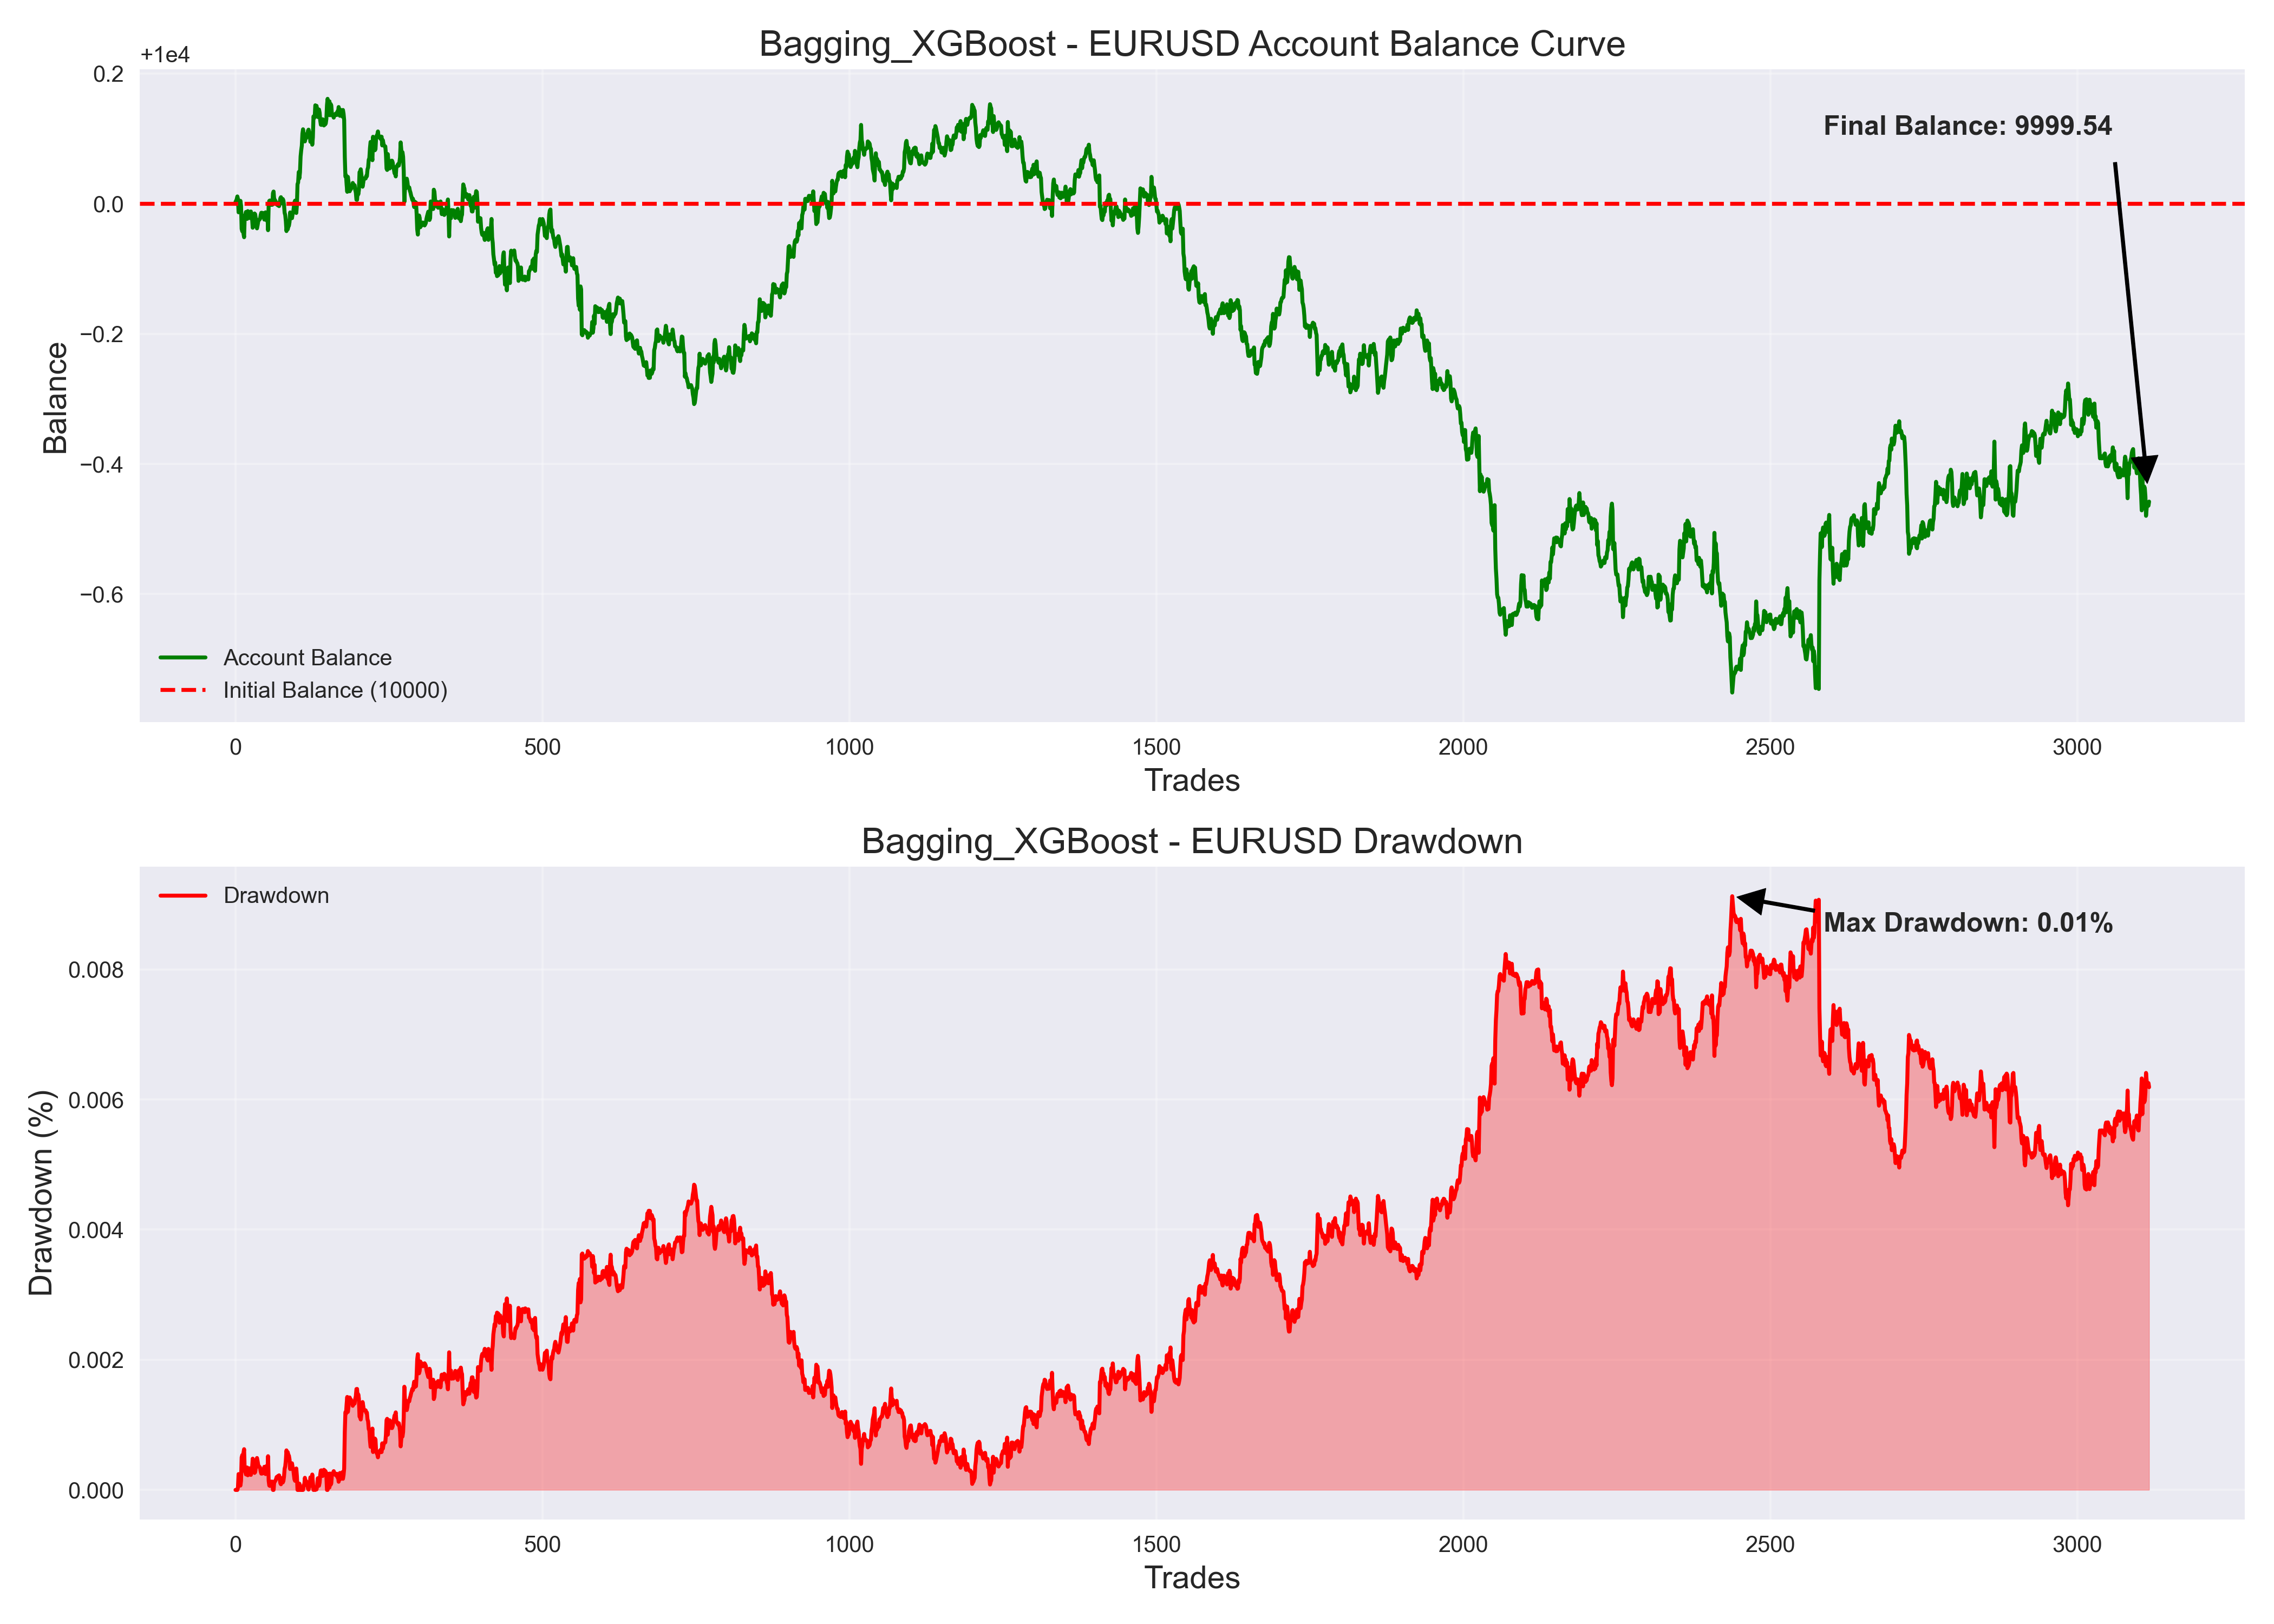 Bagging_XGBoost - EURUSD Account Balance Curve
+1e4
0.2
0.0
−0.2
−0.4
−0.6
Balance
Final Balance: 9999.54
Account Balance
Initial Balance (10000)
0 500 1000 1500 2000 2500 3000
Trades
Bagging_XGBoost - EURUSD Drawdown
Drawdown
Max Drawdown: 0.01%
0.008
0.006
0.004
0.002
0.000
Drawdown (%)
0 500 1000 1500 2000 2500 3000
Trades